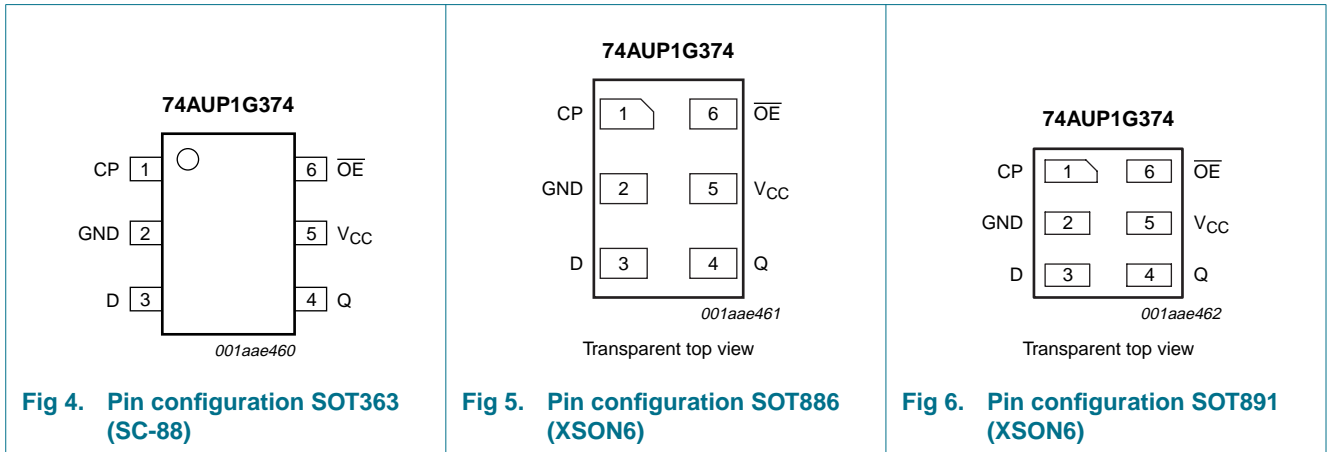 74AUP1G374
CP 1 6 O̅E̅
GND 2 5 VCC
D 3 4 Q
001aae460
Fig 4. Pin configuration SOT363
(SC-88)
74AUP1G374
CP 1 6 O̅E̅
GND 2 5 VCC
D 3 4 Q
001aae461
Transparent top view
Fig 5. Pin configuration SOT886
(XSON6)
74AUP1G374
CP 1 6 O̅E̅
GND 2 5 VCC
D 3 4 Q
001aae462
Transparent top view
Fig 6. Pin configuration SOT891
(XSON6)